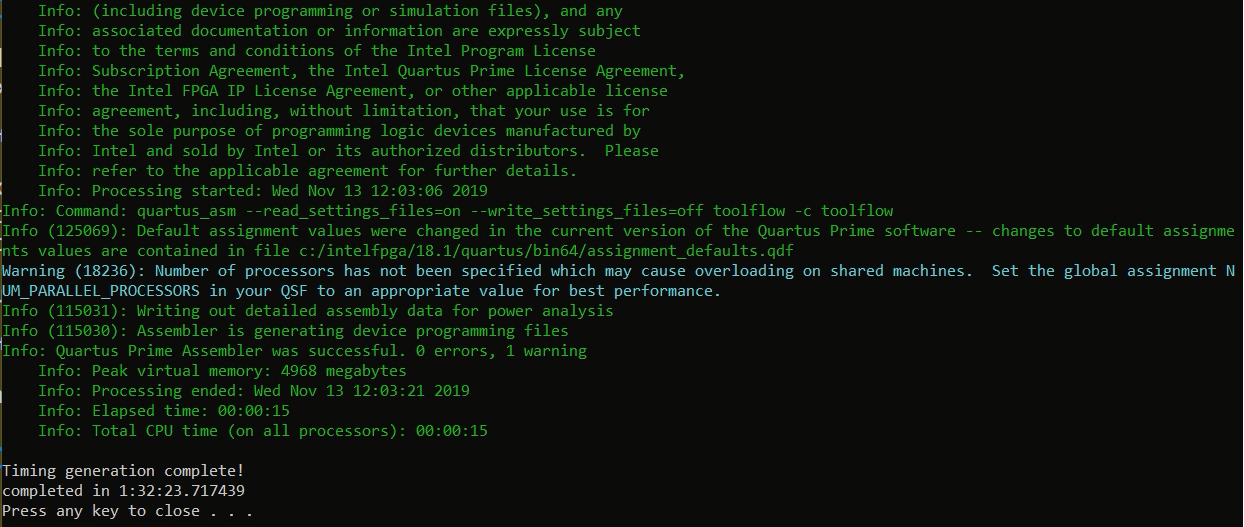 Info: (including device programming or simulation files), and any
Info: associated documentation or information are expressly subject
Info: to the terms and conditions of the Intel Program License
Info: Subscription Agreement, the Intel Quartus Prime License Agreement,
Info: the Intel FPGA IP License Agreement, or other applicable license
Info: agreement, including, without limitation, that your use is for
Info: the sole purpose of programming logic devices manufactured by
Info: Intel and sold by Intel or its authorized distributors.  Please
Info: refer to the applicable agreement for further details.
Info: Processing started: Wed Nov 13 12:03:06 2019
Info: Command: quartus_asm --read_settings_files=on --write_settings_files=off toolflow -c toolflow
Info (125069): Default assignment values were changed in the current version of the Quartus Prime software -- changes to default assignme
nts values are contained in file c:/intelfpga/18.1/quartus/bin64/assignment_defaults.qdf
Warning (18236): Number of processors has not been specified which may cause overloading on shared machines.  Set the global assignment N
UM_PARALLEL_PROCESSORS in your QSF to an appropriate value for best performance.
Info (115031): Writing out detailed assembly data for power analysis
Info (115030): Assembler is generating device programming files
Info: Quartus Prime Assembler was successful. 0 errors, 1 warning
Info: Peak virtual memory: 4968 megabytes
Info: Processing ended: Wed Nov 13 12:03:21 2019
Info: Elapsed time: 00:00:15
Info: Total CPU time (on all processors): 00:00:15
Timing generation complete!
completed in 1:32:23.717439
Press any key to close . . .